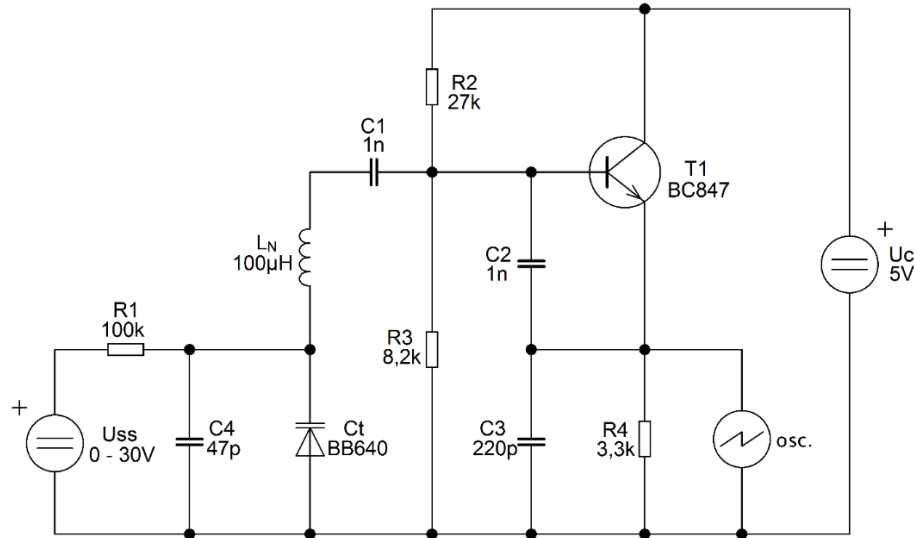 R2
27k
C1
1n
T1
BC847
LN
100µH
C2
1n
+
Uc
5V
R1
100k
R3
8,2k
+
Uss
0 - 30V
C4
47p
Ct
BB640
C3
220p
R4
3,3k
osc.